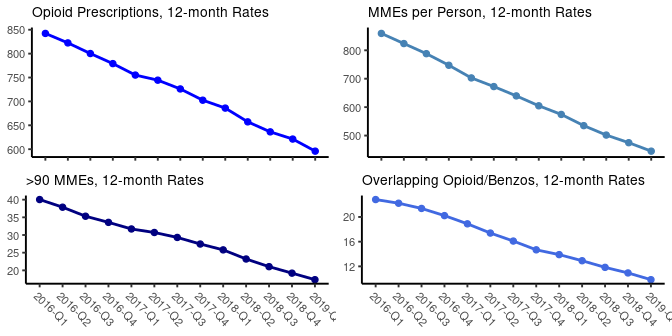 Opioid Prescriptions, 12-month Rates
850
800
750
700
650
600
MMEs per Person, 12-month Rates
800
700
600
500
>90 MMEs, 12-month Rates
40
35
30
25
20
2016-Q1
2016-Q2
2016-Q3
2016-Q4
2017-Q1
2017-Q2
2017-Q3
2017-Q4
2018-Q1
2018-Q2
2018-Q3
2018-Q4
Overlapping Opioid/Benzos, 12-month Rates
20
16
12
2016-Q1
2016-Q2
2016-Q3
2016-Q4
2017-Q1
2017-Q2
2017-Q3
2017-Q4
2018-Q1
2018-Q2
2018-Q3
2018-Q4